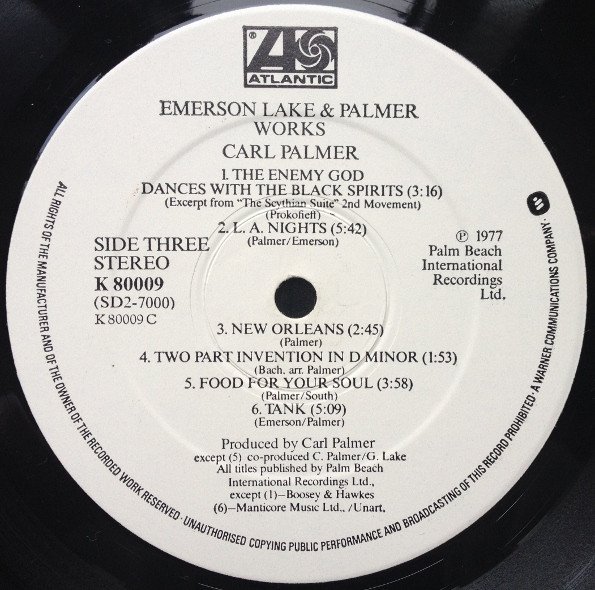 ATLANTIC
EMERSON LAKE & PALMER
WORKS
CARL PALMER
1. THE ENEMY GOD
DANCES WITH THE BLACK SPIRITS (3:16)
(Excerpt from "The Scythian Suite" 2nd Movement)
(Prokofieff)
2. L. A. NIGHTS (5:42)
(Palmer/Emerson)
SIDE THREE
STEREO
K 80009
(SD2-7000)
K 80009 C
℗ 1977
Palm Beach
International
Recordings
Ltd.
3. NEW ORLEANS (2:45)
(Palmer)
4. TWO PART INVENTION IN D MINOR (1:53)
(Bach. arr. Palmer)
5. FOOD FOR YOUR SOUL (3:58)
(Palmer/South)
6. TANK (5:09)
(Emerson/Palmer)
Produced by Carl Palmer
except (5) co-produced C. Palmer/G. Lake
All titles published by Palm Beach
International Recordings Ltd.,
except (1)–Boosey & Hawkes
(6)–Manticore Music Ltd., /Unart,
ALL RIGHTS OF THE MANUFACTURER AND OF THE OWNER OF THE RECORDED WORK RESERVED · UNAUTHORISED COPYING PUBLIC PERFORMANCE AND BROADCASTING OF THIS RECORD PROHIBITED · A WARNER COMMUNICATIONS COMPANY ·